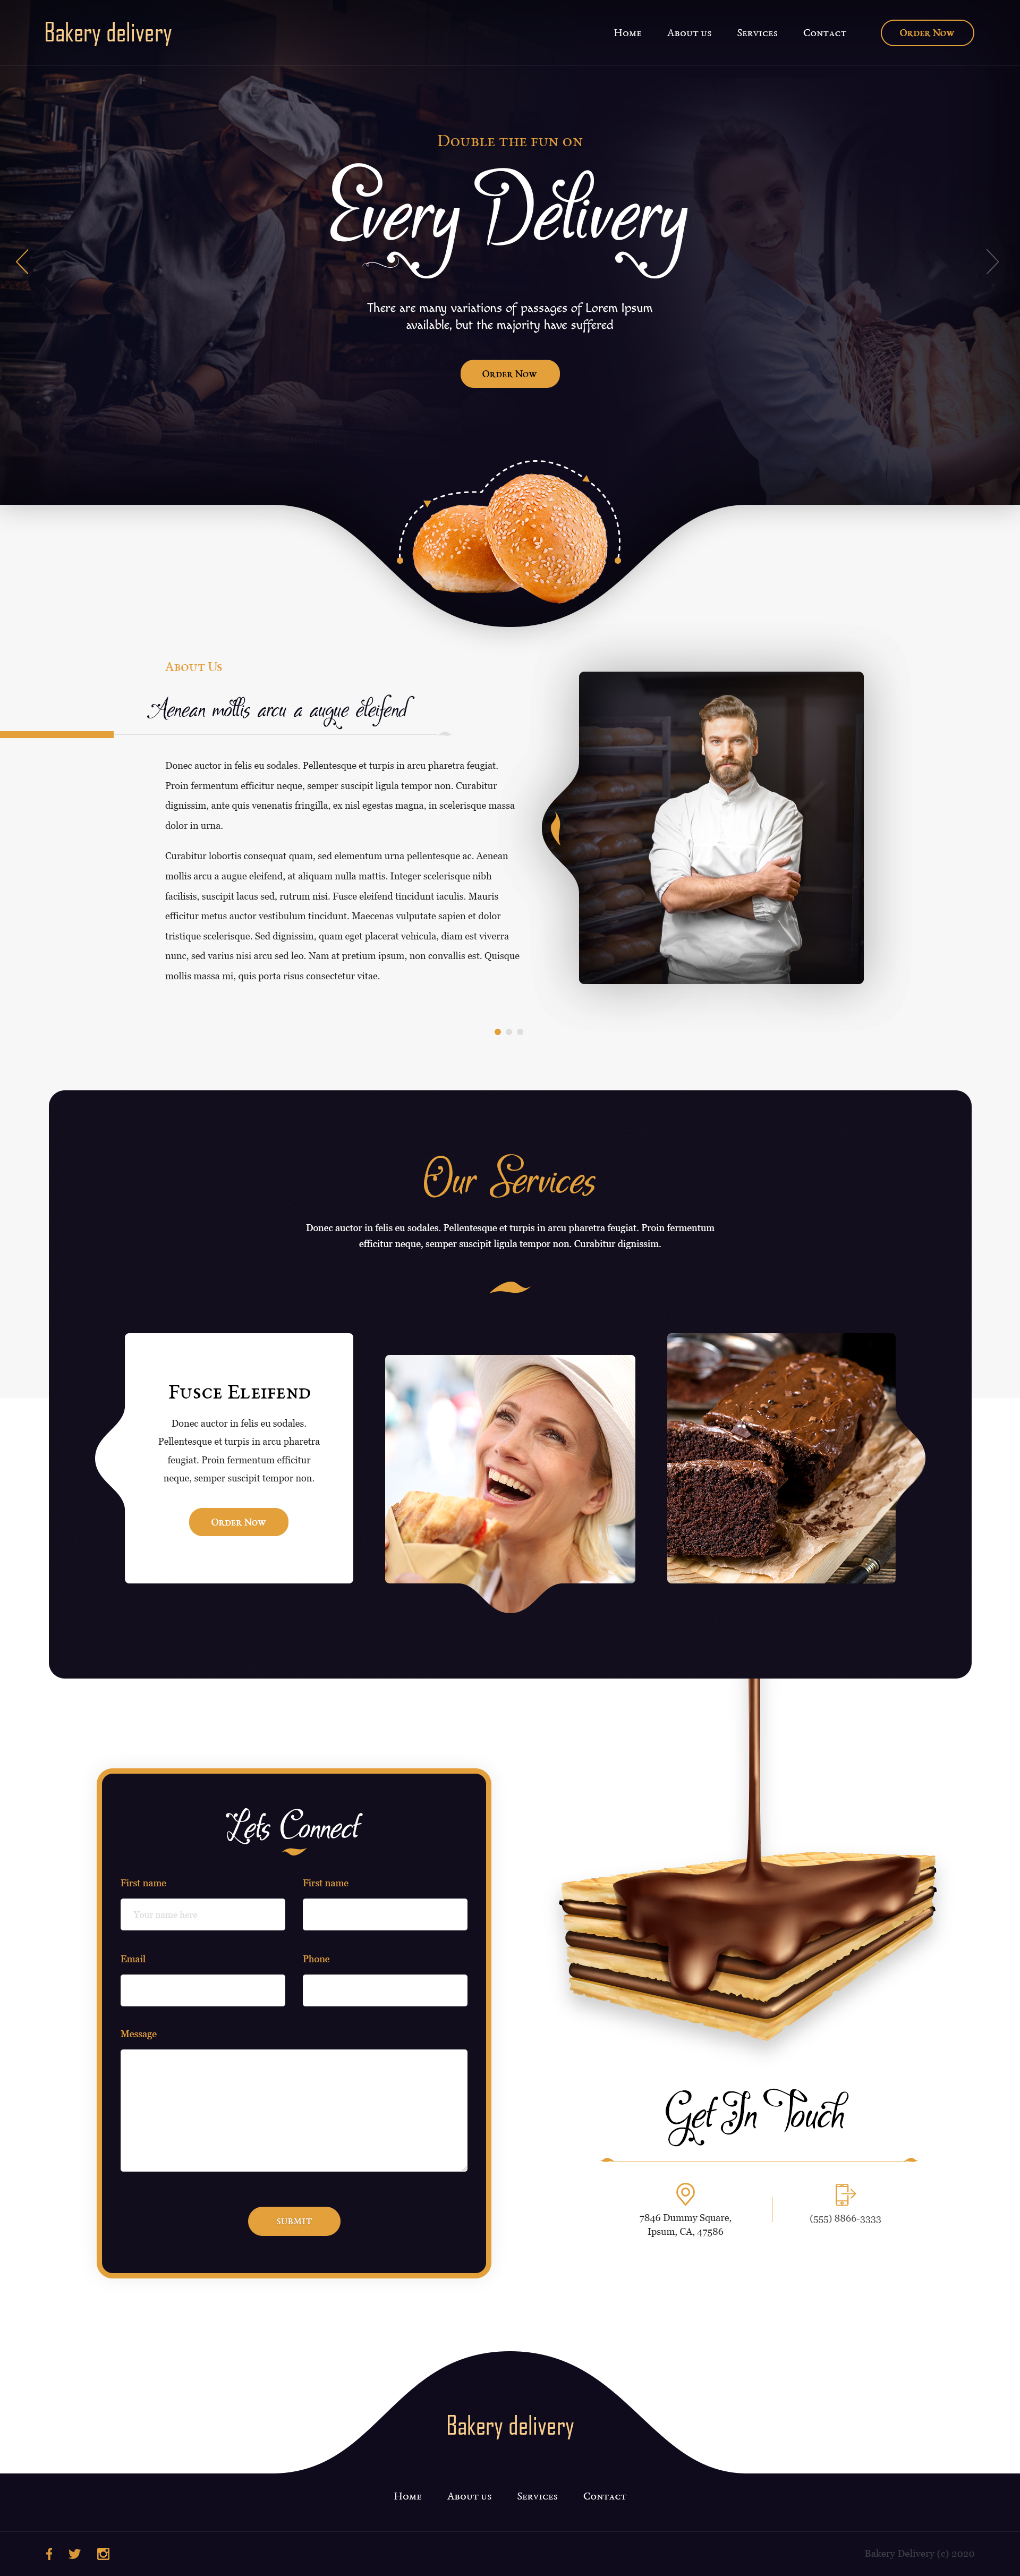 Bakery delivery
Home About us Services Contact Order Now
Double the fun on
Every Delivery
There are many variations of passages of Lorem Ipsum
available, but the majority have suffered
Order Now
About Us
Aenean mollis arcu a augue eleifend
Donec auctor in felis eu sodales. Pellentesque et turpis in arcu pharetra feugiat.
Proin fermentum efficitur neque, semper suscipit ligula tempor non. Curabitur
dignissim, ante quis venenatis fringilla, ex nisl egestas magna, in scelerisque massa
dolor in urna.
Curabitur lobortis consequat quam, sed elementum urna pellentesque ac. Aenean
mollis arcu a augue eleifend, at aliquam nulla mattis. Integer scelerisque nibh
facilisis, suscipit lacus sed, rutrum nisi. Fusce eleifend tincidunt iaculis. Mauris
efficitur metus auctor vestibulum tincidunt. Maecenas vulputate sapien et dolor
tristique scelerisque. Sed dignissim, quam eget placerat vehicula, diam est viverra
nunc, sed varius nisi arcu sed leo. Nam at pretium ipsum, non convallis est. Quisque
mollis massa mi, quis porta risus consectetur vitae.
Our Services
Donec auctor in felis eu sodales. Pellentesque et turpis in arcu pharetra feugiat. Proin fermentum
efficitur neque, semper suscipit ligula tempor non. Curabitur dignissim.
Fusce Eleifend
Donec auctor in felis eu sodales.
Pellentesque et turpis in arcu pharetra
feugiat. Proin fermentum efficitur
neque, semper suscipit tempor non.
Order Now
Lets Connect
First name First name
Your name here
Email Phone
Message
SUBMIT
Get In Touch
7846 Dummy Square,
Ipsum, CA, 47586
(555) 8866-3333
Bakery delivery
Home About us Services Contact
Bakery Delivery (c) 2020